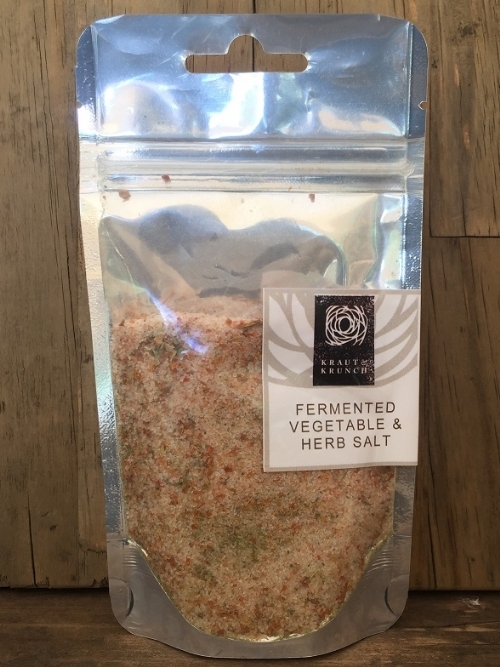 KRAUT &
KRUNCH
FERMENTED
VEGETABLE &
HERB SALT